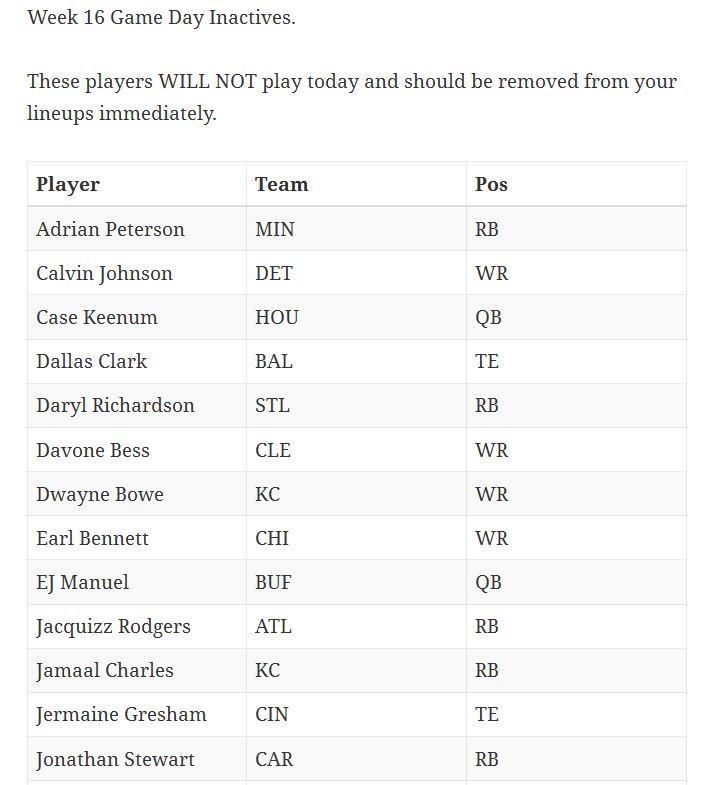 Week 16 Game Day Inactives.
These players WILL NOT play today and should be removed from your
lineups immediately.
Player Team Pos
Adrian Peterson MIN RB
Calvin Johnson DET WR
Case Keenum HOU QB
Dallas Clark BAL TE
Daryl Richardson STL RB
Davone Bess CLE WR
Dwayne Bowe KC WR
Earl Bennett CHI WR
EJ Manuel BUF QB
Jacquizz Rodgers ATL RB
Jamaal Charles KC RB
Jermaine Gresham CIN TE
Jonathan Stewart CAR RB